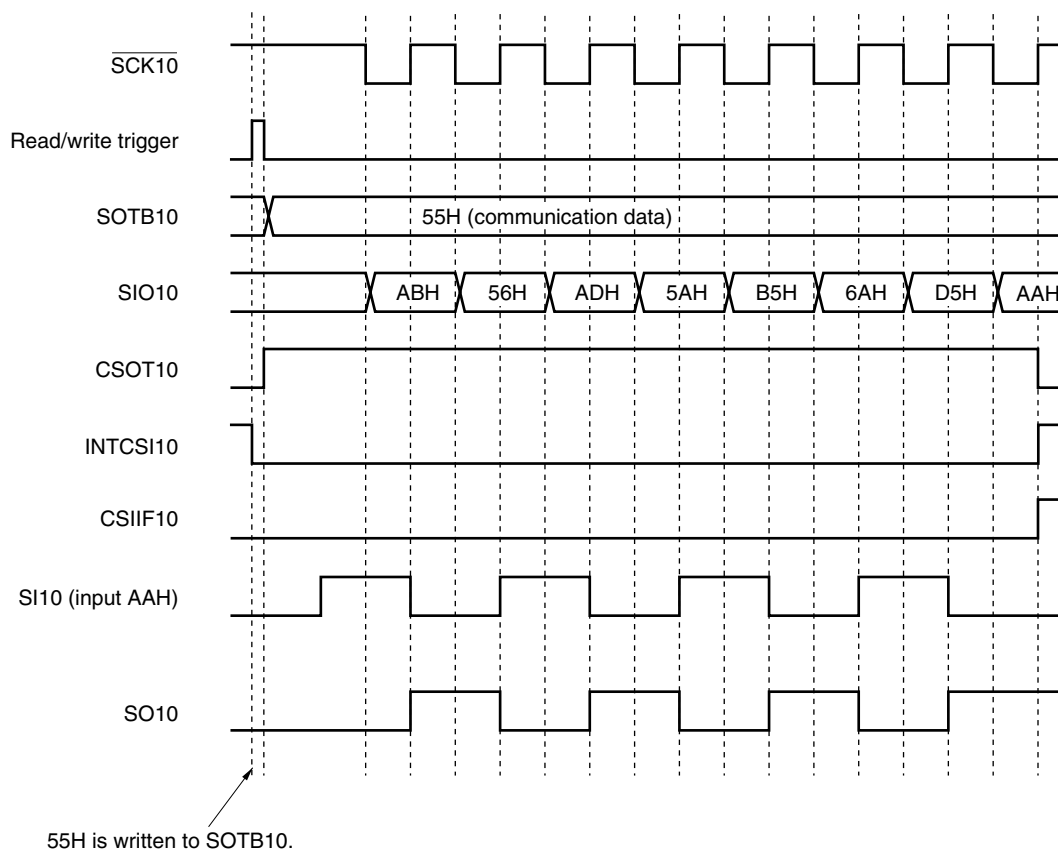 SCK10
Read/write trigger
SOTB10
55H (communication data)
SIO10
ABH 56H ADH 5AH B5H 6AH D5H AAH
CSOT10
INTCSI10
CSIIF10
SI10 (input AAH)
SO10
55H is written to SOTB10.